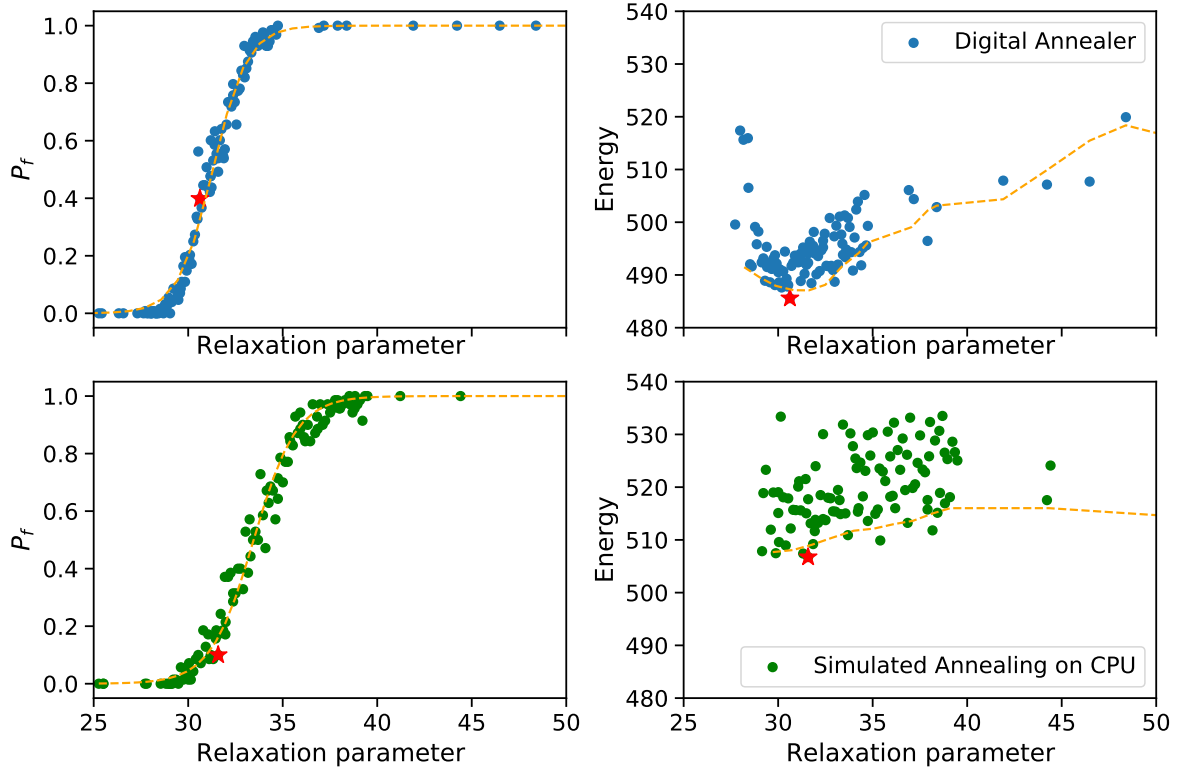 1.0
0.8
0.6
0.4
0.2
0.0
P_f
Relaxation parameter
540
530
520
510
500
490
480
Energy
Digital Annealer
Relaxation parameter
1.0
0.8
0.6
0.4
0.2
0.0
P_f
25 30 35 40 45 50
Relaxation parameter
540
530
520
510
500
490
480
Energy
Simulated Annealing on CPU
25 30 35 40 45 50
Relaxation parameter